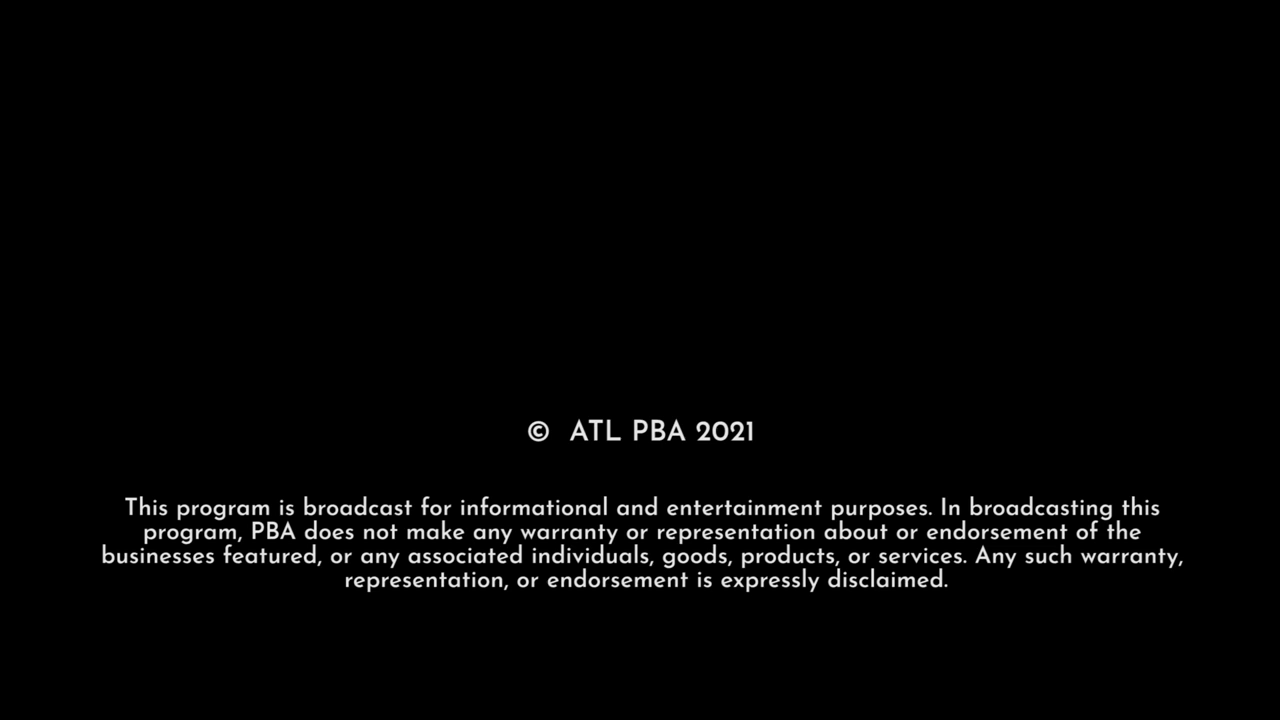 © ATL PBA 2021
This program is broadcast for informational and entertainment purposes. In broadcasting this
program, PBA does not make any warranty or representation about or endorsement of the
businesses featured, or any associated individuals, goods, products, or services. Any such warranty,
representation, or endorsement is expressly disclaimed.